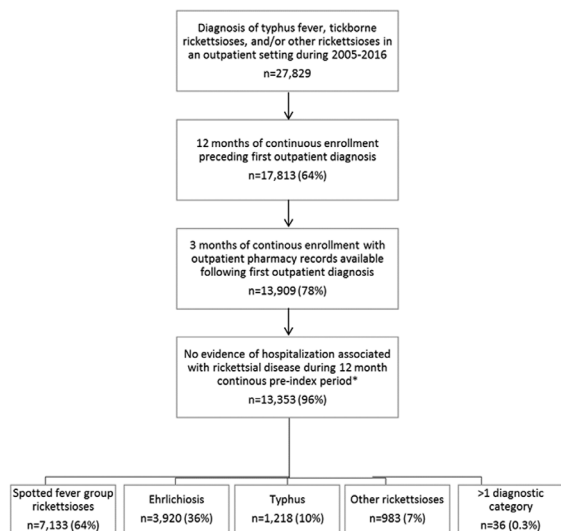 Diagnosis of typhus fever, tickborne
rickettsioses, and/or other rickettsioses in
an outpatient setting during 2005-2016
n=27,829
12 months of continuous enrollment
preceding first outpatient diagnosis
n=17,813 (64%)
3 months of continous enrollment with
outpatient pharmacy records available
following first outpatient diagnosis
n=13,909 (78%)
No evidence of hospitalization associated
with rickettsial disease during 12 month
continous pre-index period*
n=13,353 (96%)
Spotted fever group
rickettsioses
n=7,133 (64%)
Ehrlichiosis
n=3,920 (36%)
Typhus
n=1,218 (10%)
Other rickettsioses
n=983 (7%)
>1 diagnostic
category
n=36 (0.3%)